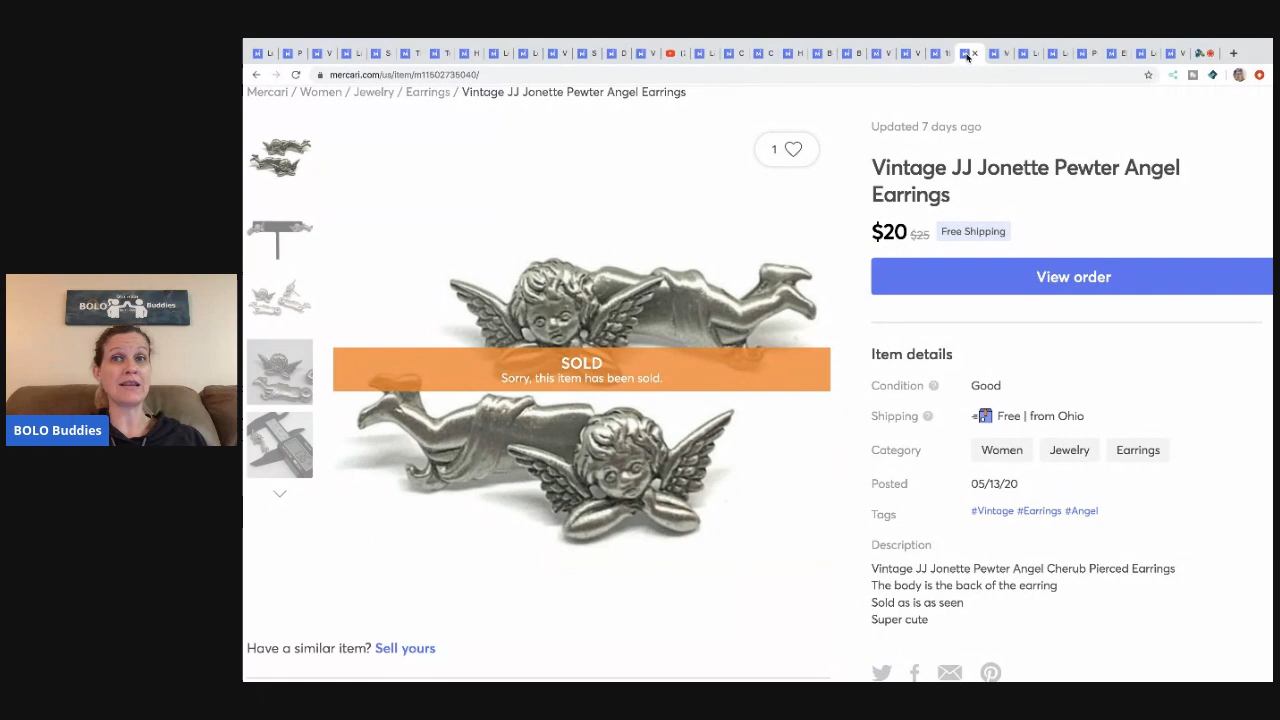 mercari.com/us/item/m11502735040/
Mercari / Women / Jewelry / Earrings / Vintage JJ Jonette Pewter Angel Earrings
Updated 7 days ago
1
Vintage JJ Jonette Pewter Angel
Earrings
$20 $25 Free Shipping
View order
SOLD
Sorry, this item has been sold.
Item details
Condition Good
Shipping Free | from Ohio
Category Women Jewelry Earrings
Posted 05/13/20
Tags #Vintage #Earrings #Angel
Description
Vintage JJ Jonette Pewter Angel Cherub Pierced Earrings
The body is the back of the earring
Sold as is as seen
Super cute
Have a similar item? Sell yours
BOLO Buddies
BOLO Buddies